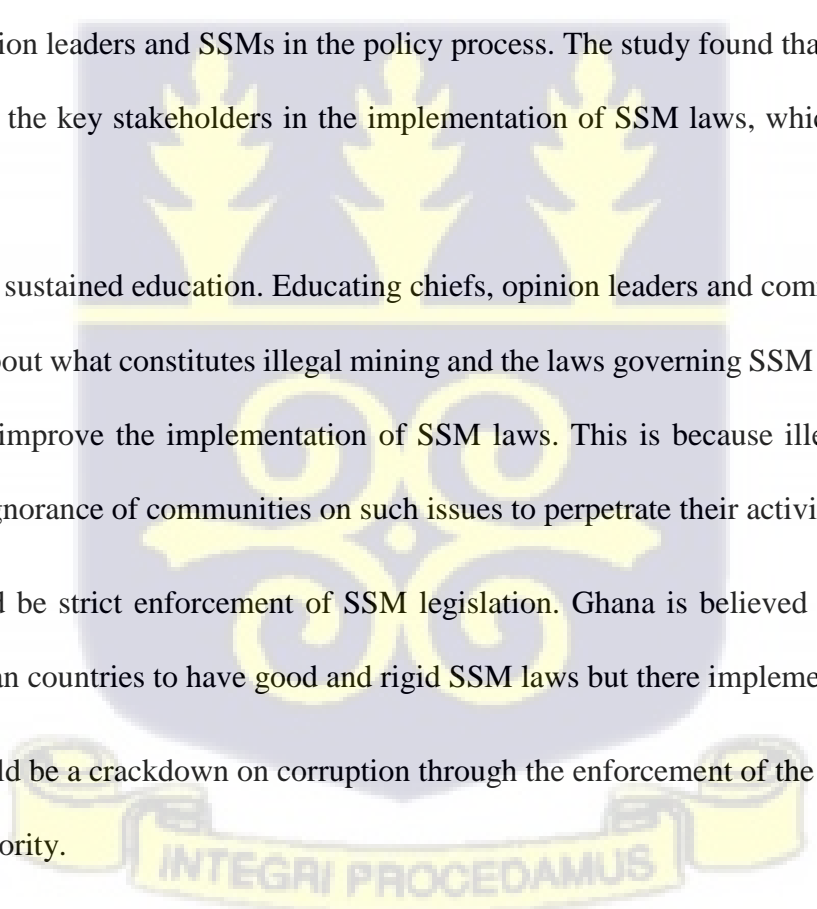 ion leaders and SSMs in the policy process. The study found tha
the key stakeholders in the implementation of SSM laws, whic
sustained education. Educating chiefs, opinion leaders and com
out what constitutes illegal mining and the laws governing SSM
improve the implementation of SSM laws. This is because ille
gnorance of communities on such issues to perpetrate their activi
be strict enforcement of SSM legislation. Ghana is believed
an countries to have good and rigid SSM laws but there impleme
ld be a crackdown on corruption through the enforcement of the
ority.
INTEGRI PROCEDAMUS